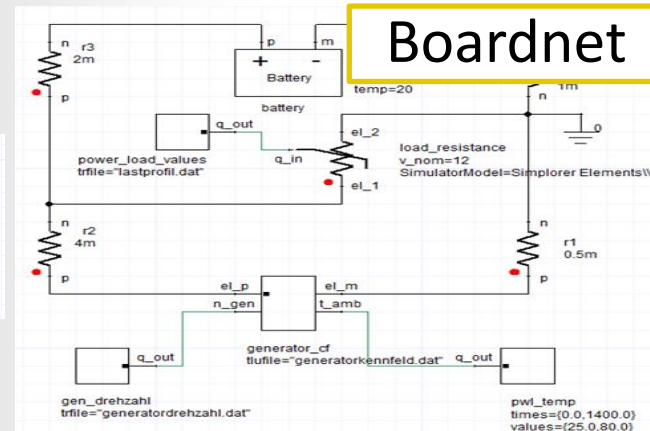 Boardnet
n
r3
2m
p
p
m
+
-
Battery
battery
temp=20
1m
n
0
q_out
power_load_values
trfile="lastprofil.dat"
q_in
el_2
load_resistance
v_nom=12
SimulatorModel=Simplorer Elements\\
el_1
n
r2
4m
p
n
r1
0.5m
p
el_p
el_m
n_gen
t_amb
generator_cf
tlufile="generatorkennfeld.dat"
q_out
q_out
gen_drehzahl
trfile="generatordrehzahl.dat"
pwl_temp
times={0.0,1400.0}
values={25.0,80.0}